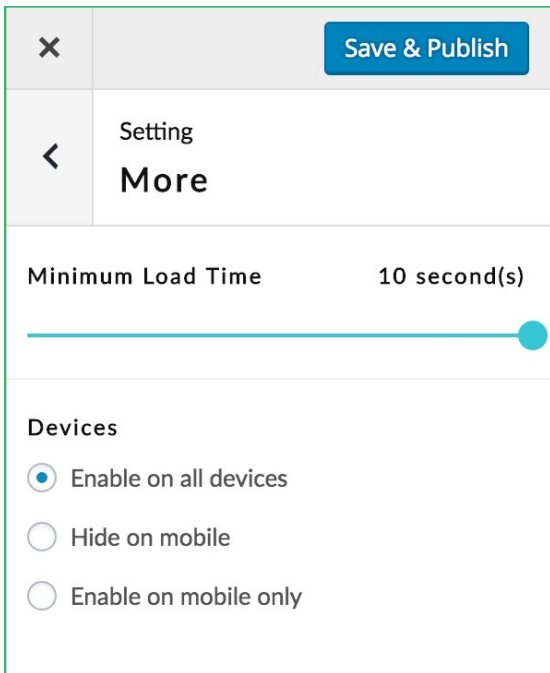 Save & Publish
Setting
More
Minimum Load Time 10 second(s)
Devices
Enable on all devices
Hide on mobile
Enable on mobile only